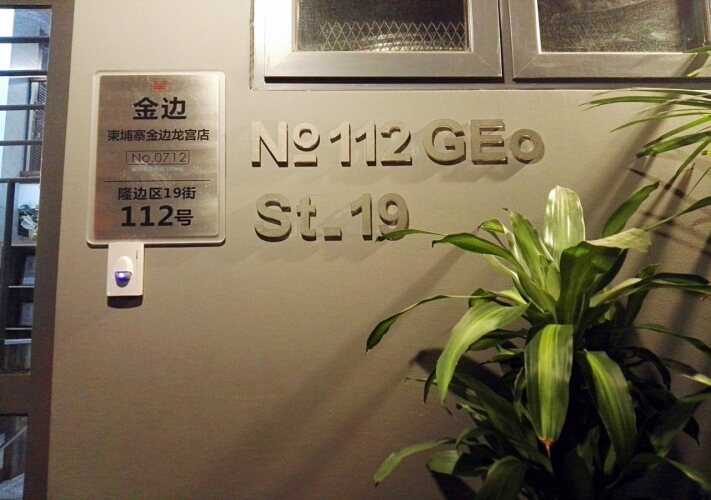 金边
柬埔寨金边龙宫店
No.0712
隆边区19街
112号
No 112 GEo
St. 19